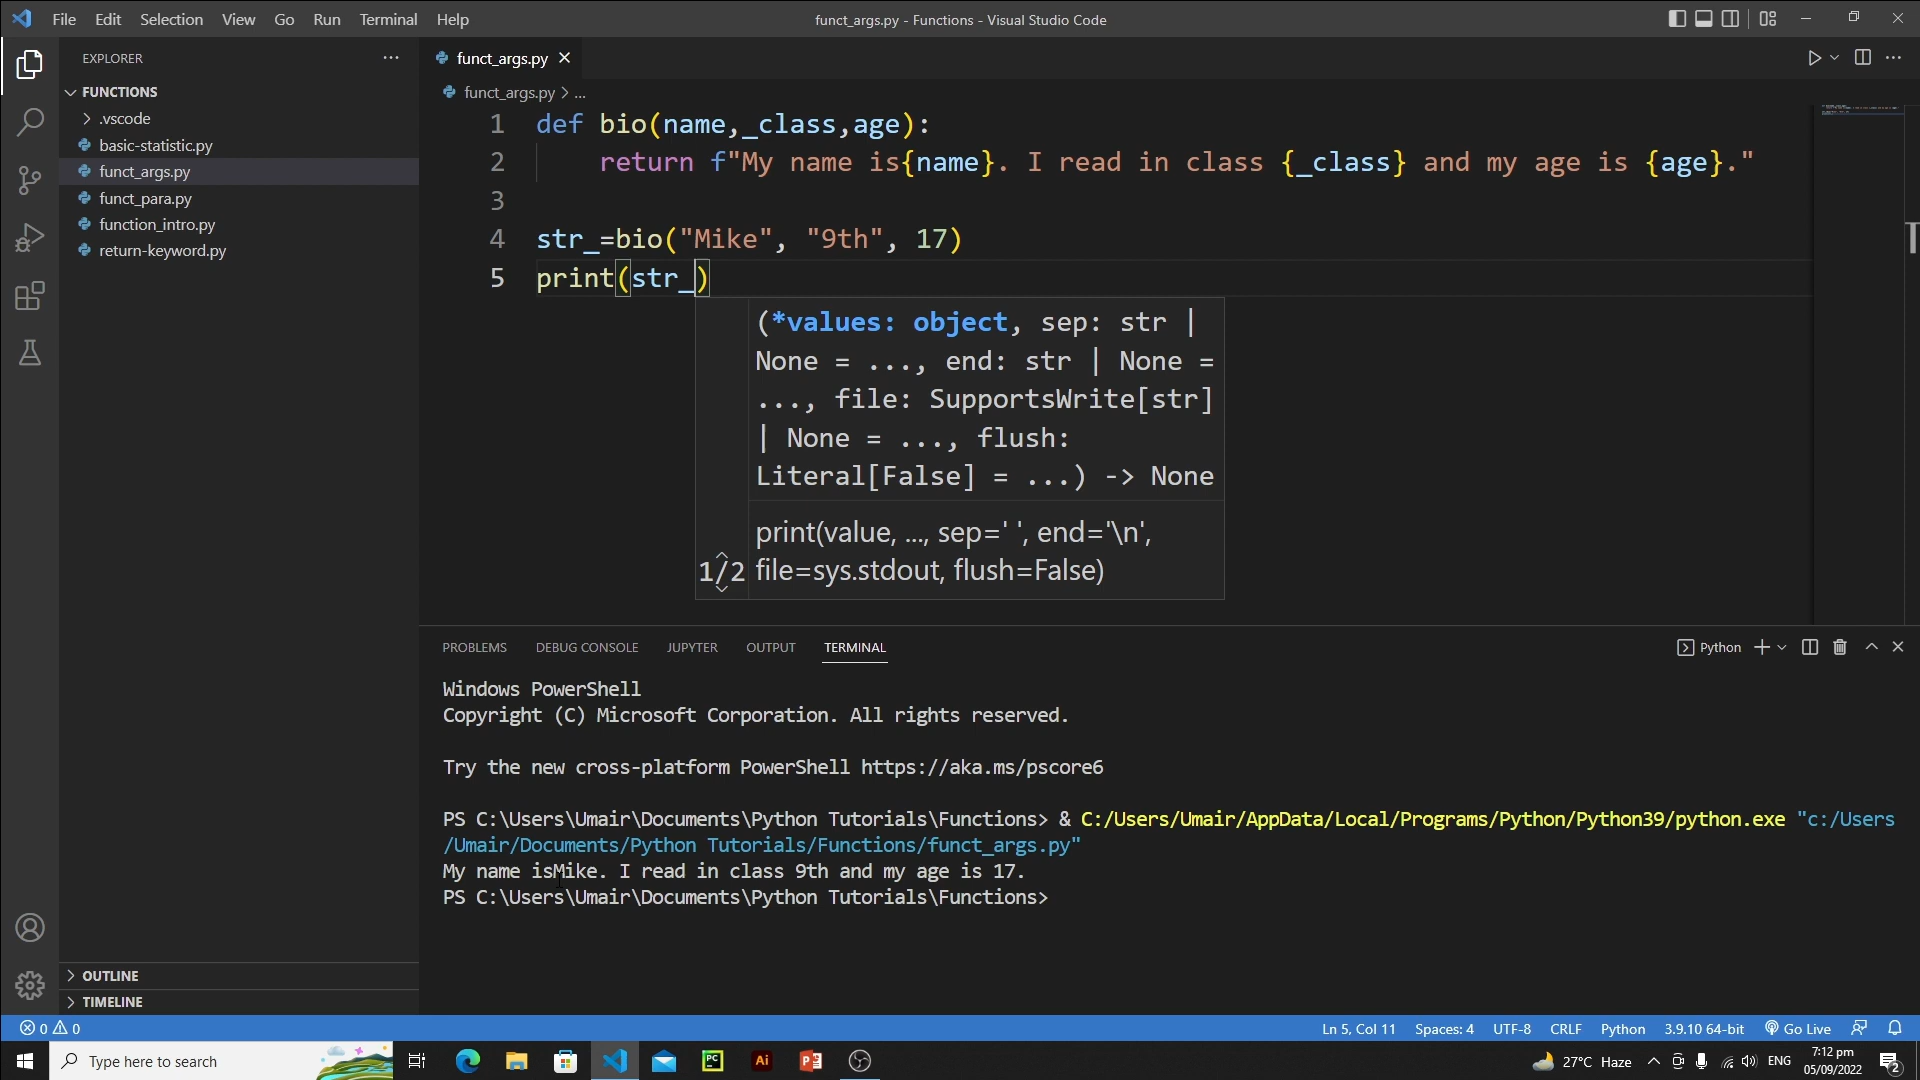 File Edit Selection View Go Run Terminal Help
funct_args.py - Functions - Visual Studio Code
EXPLORER
FUNCTIONS
.vscode
basic-statistic.py
funct_args.py
funct_para.py
function_intro.py
return-keyword.py
OUTLINE
TIMELINE
funct_args.py
funct_args.py > ...
1 def bio(name,_class,age):
2 return f"My name is{name}. I read in class {_class} and my age is {age}."
3
4 str_=bio("Mike", "9th", 17)
5 print(str_)
(*values: object, sep: str |
None = ..., end: str | None =
..., file: SupportsWrite[str]
| None = ..., flush:
Literal[False] = ...) -> None
print(value, ..., sep=' ', end='\n',
1/2 file=sys.stdout, flush=False)
PROBLEMS DEBUG CONSOLE JUPYTER OUTPUT TERMINAL
Python
Windows PowerShell
Copyright (C) Microsoft Corporation. All rights reserved.
Try the new cross-platform PowerShell https://aka.ms/pscore6
PS C:\Users\Umair\Documents\Python Tutorials\Functions> & C:/Users/Umair/AppData/Local/Programs/Python/Python39/python.exe "c:/Users
/Umair/Documents/Python Tutorials/Functions/funct_args.py"
My name isMike. I read in class 9th and my age is 17.
PS C:\Users\Umair\Documents\Python Tutorials\Functions>
0 0
Ln 5, Col 11 Spaces: 4 UTF-8 CRLF Python 3.9.10 64-bit Go Live
Type here to search
PC
Ai
27°C Haze
ENG
7:12 pm
05/09/2022
2